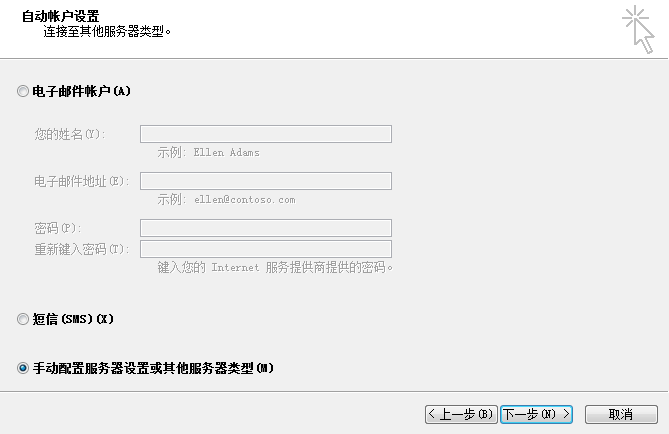 自动帐户设置
连接至其他服务器类型。
电子邮件帐户(A)
您的姓名(Y):
示例: Ellen Adams
电子邮件地址(E):
示例: ellen@contoso.com
密码(P):
重新键入密码(T):
键入您的 Internet 服务提供商提供的密码。
短信(SMS)(X)
手动配置服务器设置或其他服务器类型(M)
< 上一步(B) 下一步(N) > 取消